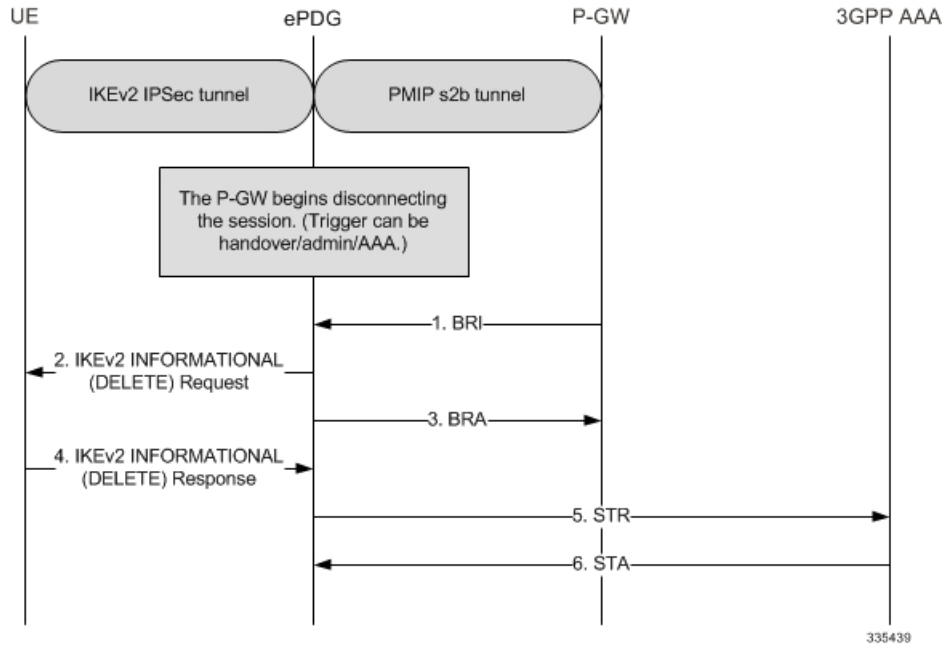 UE ePDG P-GW 3GPP AAA
IKEv2 IPSec tunnel PMIP s2b tunnel
The P-GW begins disconnecting
the session. (Trigger can be
handover/admin/AAA.)
1. BRI
2. IKEv2 INFORMATIONAL
(DELETE) Request
3. BRA
4. IKEv2 INFORMATIONAL
(DELETE) Response
5. STR
6. STA
335439